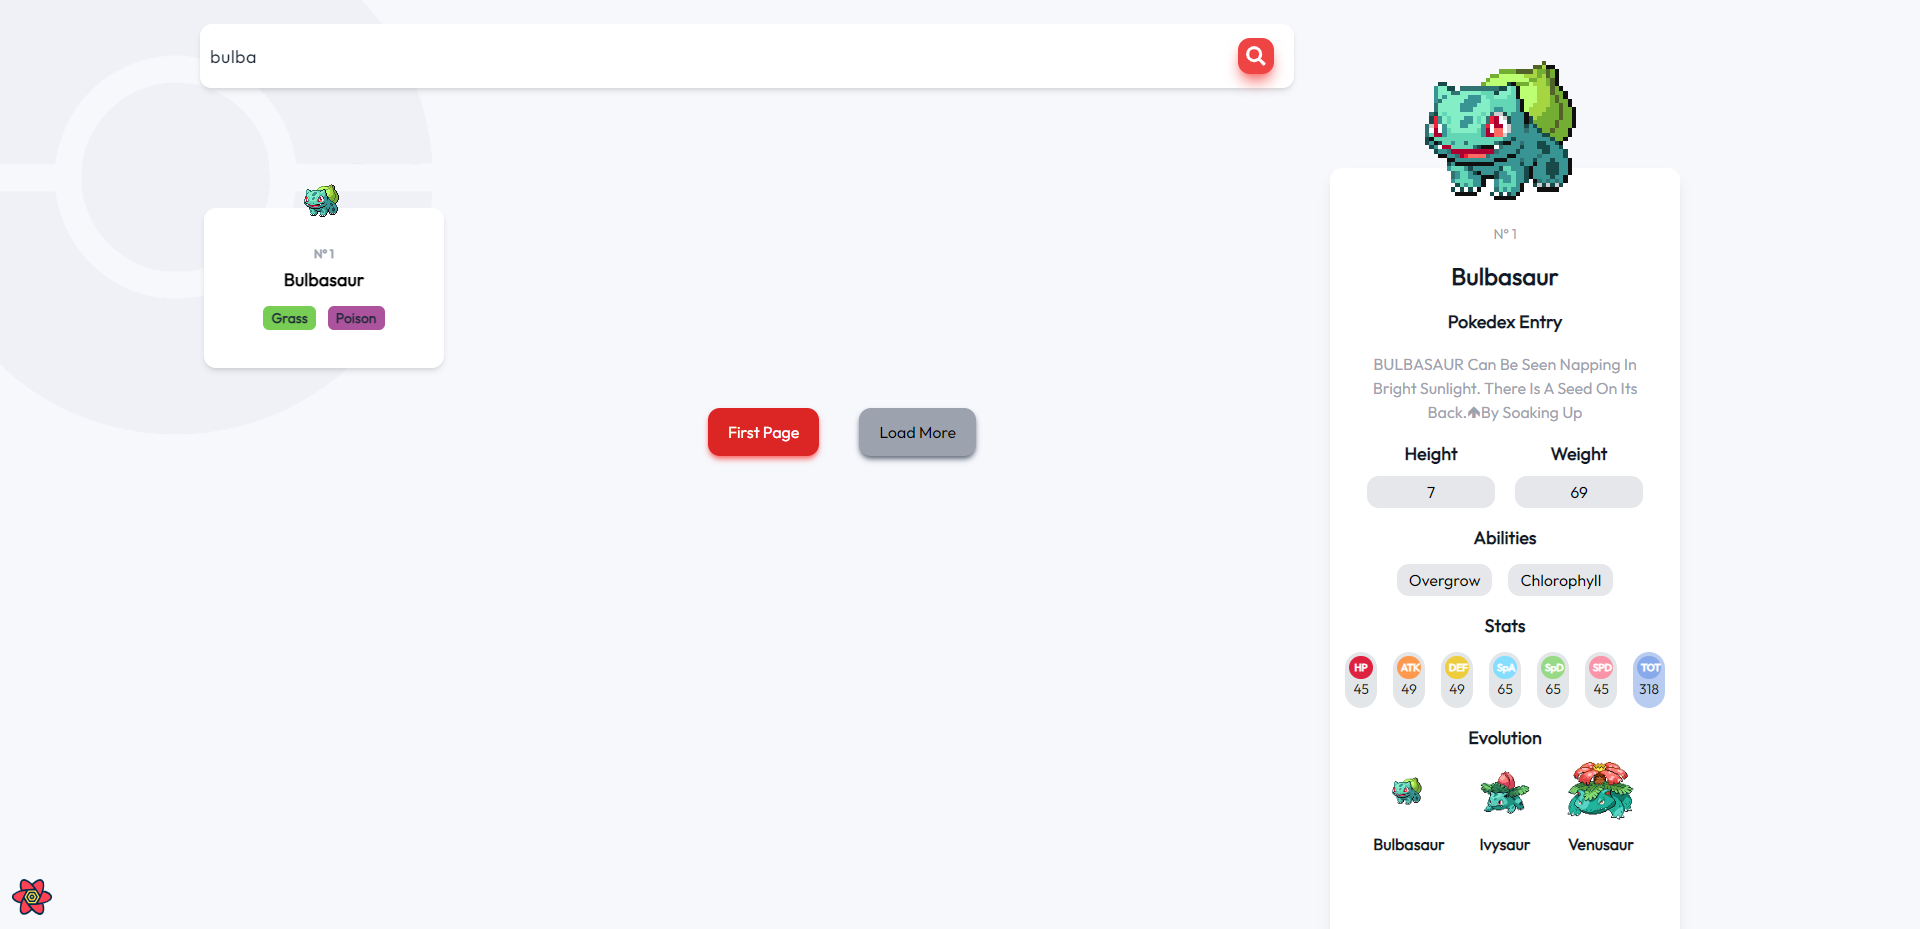 bulba
N° 1
Bulbasaur
Grass Poison
First Page Load More
N° 1
Bulbasaur
Pokedex Entry
BULBASAUR Can Be Seen Napping In
Bright Sunlight. There Is A Seed On Its
Back.🡅By Soaking Up
Height Weight
7 69
Abilities
Overgrow Chlorophyll
Stats
HP ATK DEF SpA SpD SPD TOT
45 49 49 65 65 45 318
Evolution
Bulbasaur Ivysaur Venusaur